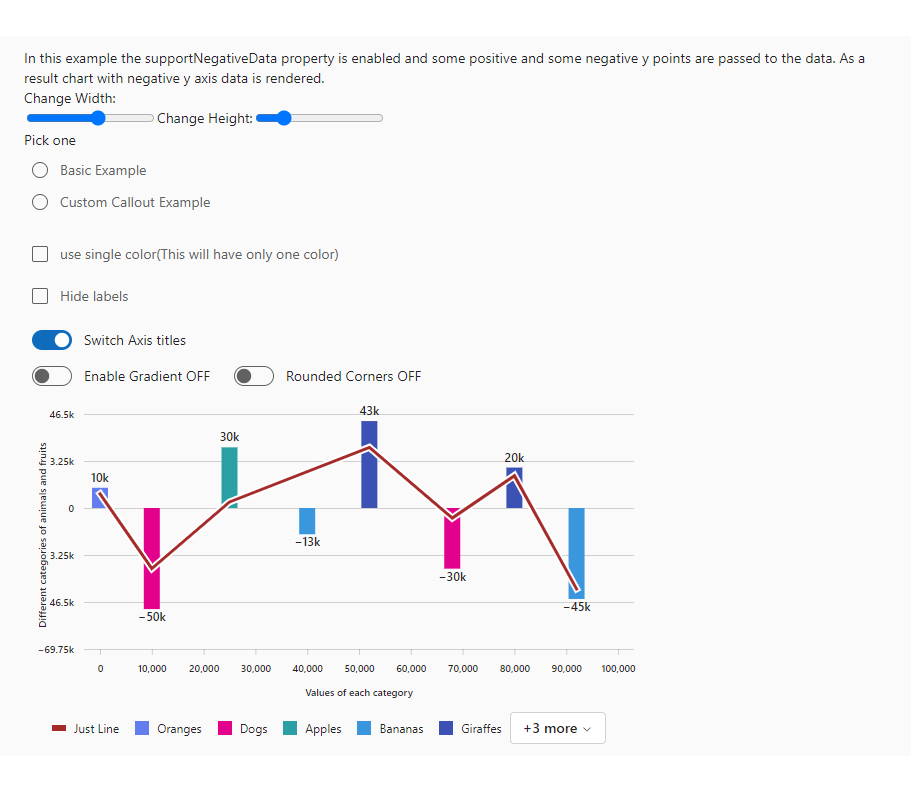 In this example the supportNegativeData property is enabled and some positive and some negative y points are passed to the data. As a
result chart with negative y axis data is rendered.
Change Width:
Change Height:
Pick one
Basic Example
Custom Callout Example
use single color(This will have only one color)
Hide labels
Switch Axis titles
Enable Gradient OFF
Rounded Corners OFF
46.5k
3.25k
0
3.25k
46.5k
−69.75k
Different categories of animals and fruits
10k
−50k
30k
−13k
43k
−30k
20k
−45k
0 10,000 20,000 30,000 40,000 50,000 60,000 70,000 80,000 90,000 100,000
Values of each category
Just Line Oranges Dogs Apples Bananas Giraffes +3 more